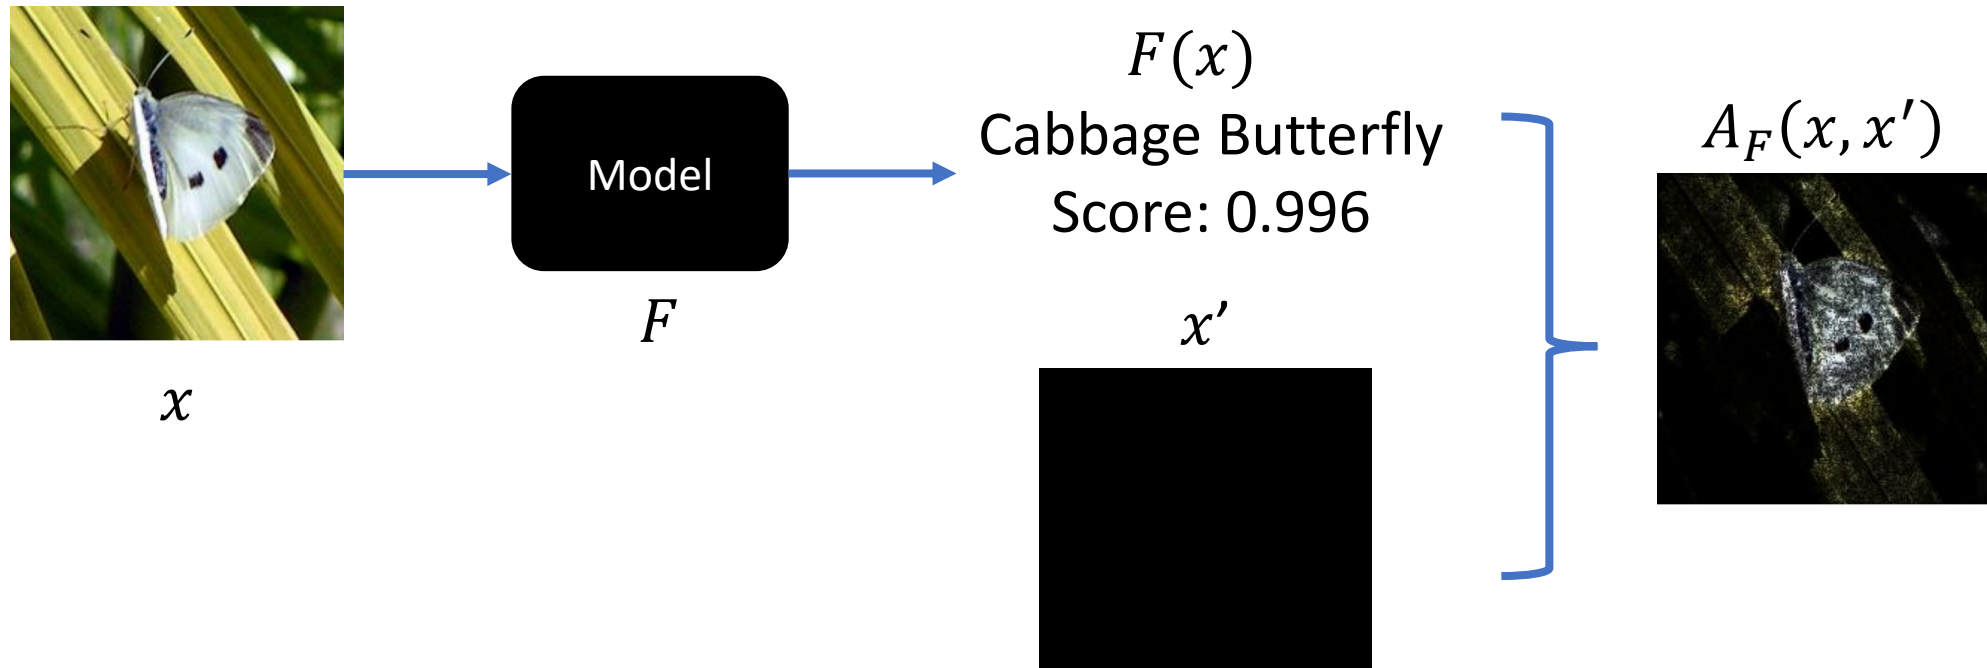 x
Model
F
F(x)
Cabbage Butterfly
Score: 0.996
x′
A_F(x, x′)